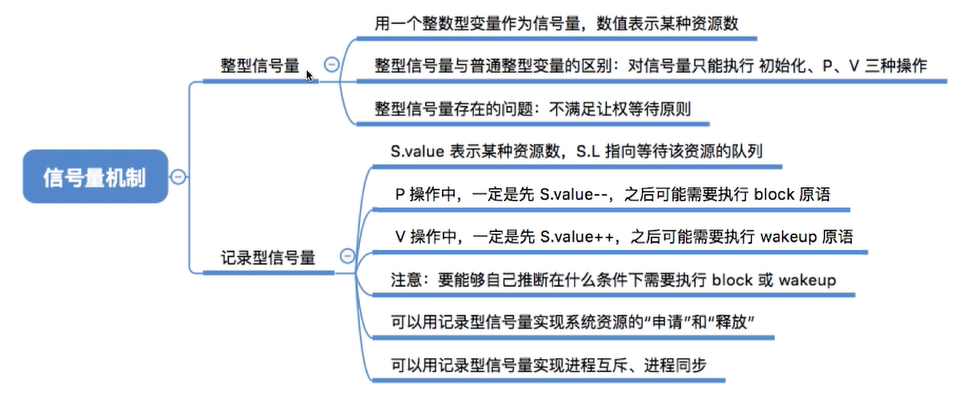 信号量机制
整型信号量
用一个整数型变量作为信号量，数值表示某种资源数
整型信号量与普通整型变量的区别：对信号量只能执行 初始化、P、V 三种操作
整型信号量存在的问题：不满足让权等待原则
记录型信号量
S.value 表示某种资源数，S.L 指向等待该资源的队列
P 操作中，一定是先 S.value--，之后可能需要执行 block 原语
V 操作中，一定是先 S.value++，之后可能需要执行 wakeup 原语
注意：要能够自己推断在什么条件下需要执行 block 或 wakeup
可以用记录型信号量实现系统资源的“申请”和“释放”
可以用记录型信号量实现进程互斥、进程同步